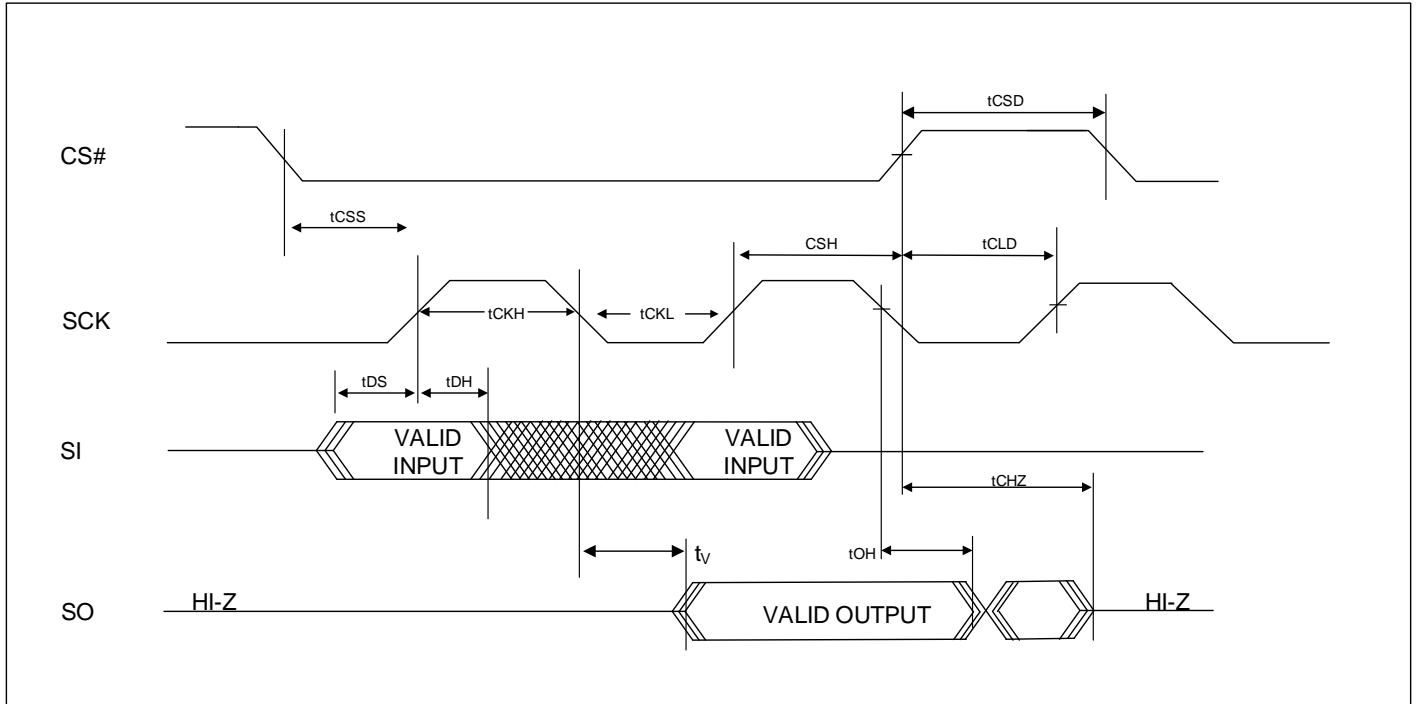 tCSD
CS#
tCSS
CSH
tCLD
tCKH
tCKL
SCK
tDS
tDH
SI
VALID
INPUT
VALID
INPUT
tCHZ
tV
tOH
SO
HI-Z
VALID OUTPUT
HI-Z